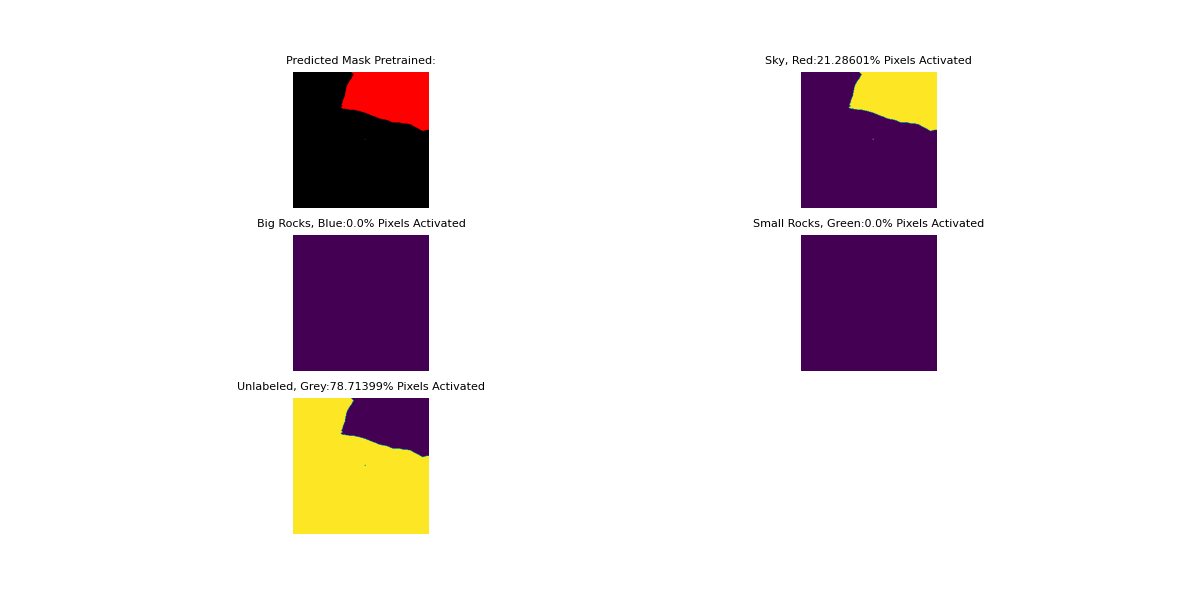 Predicted Mask Pretrained:
Sky, Red:21.28601% Pixels Activated
Big Rocks, Blue:0.0% Pixels Activated
Small Rocks, Green:0.0% Pixels Activated
Unlabeled, Grey:78.71399% Pixels Activated